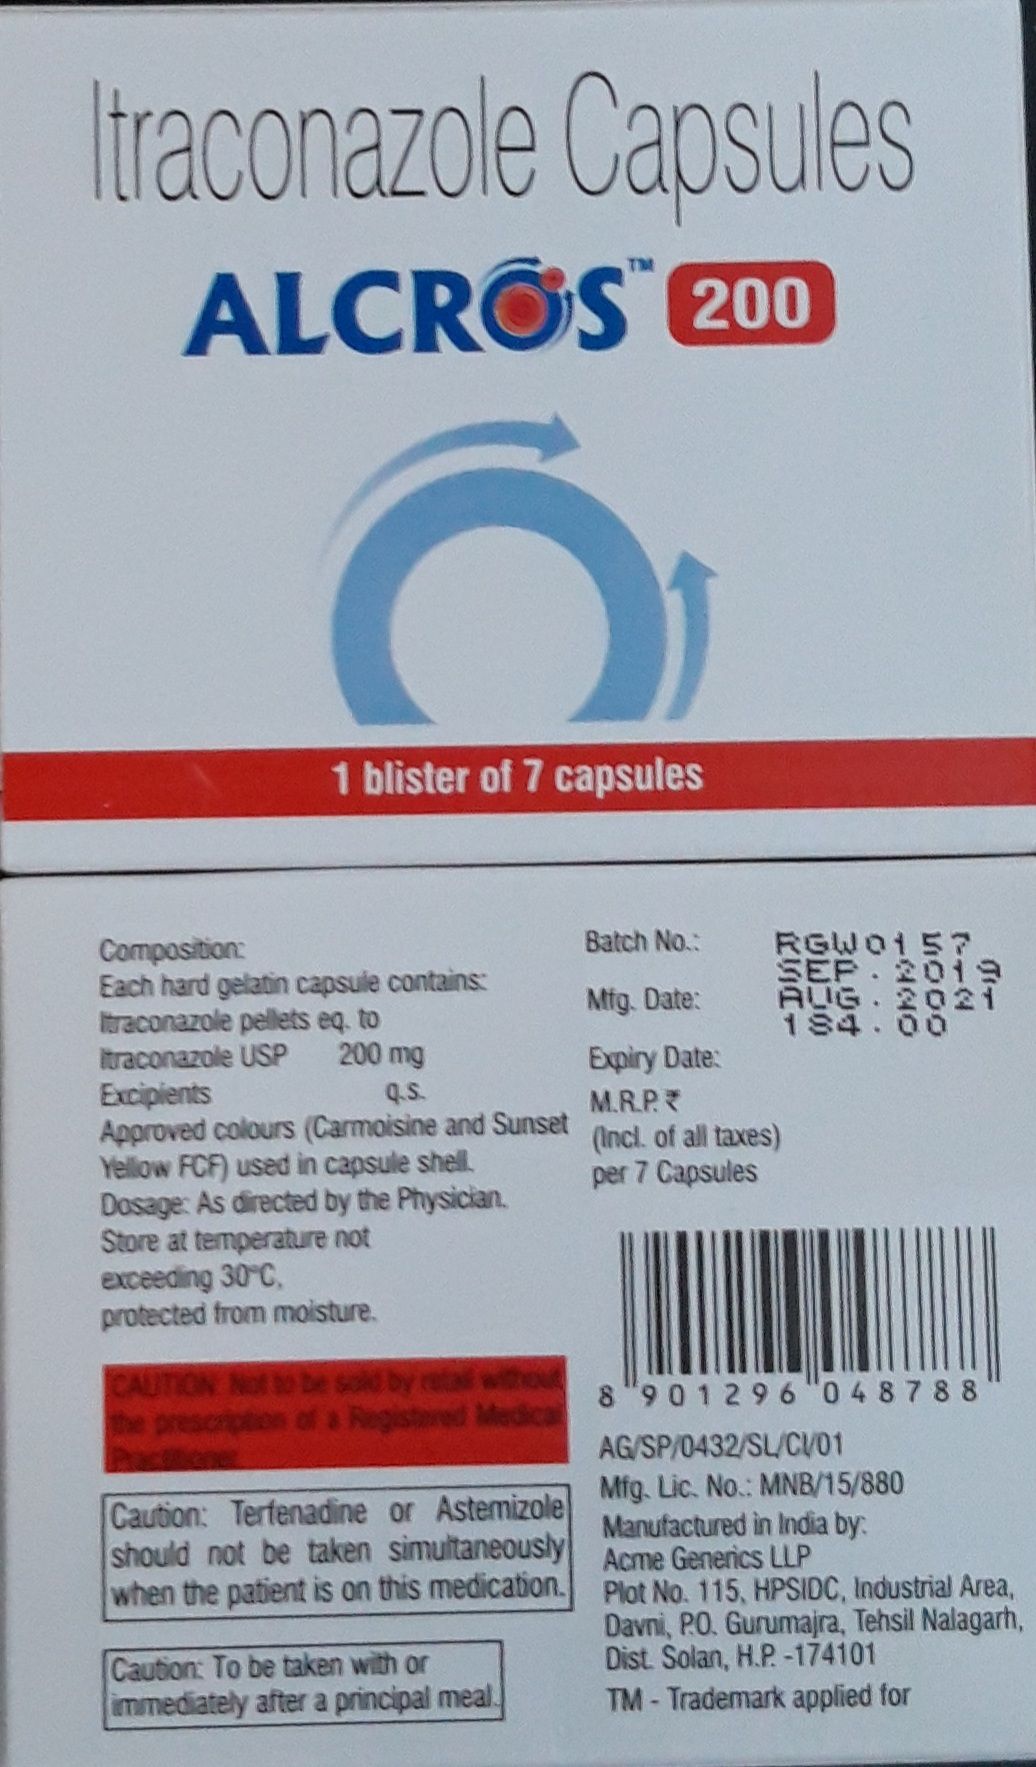 Itraconazole Capsules
ALCROS™ 200
1 blister of 7 capsules
Composition:
Each hard gelatin capsule contains:
Itraconazole pellets eq. to
Itraconazole USP 200 mg
Excipients q.s.
Approved colours (Carmoisine and Sunset
Yellow FCF) used in capsule shell.
Dosage: As directed by the Physician.
Store at temperature not
exceeding 30°C,
protected from moisture.
CAUTION Not to be sold by retail without
the prescription of a Registered Medical
Practitioner.
Caution: Terfenadine or Astemizole
should not be taken simultaneously
when the patient is on this medication.
Caution: To be taken with or
immediately after a principal meal.
Batch No.: RGW0157
SEP. 2019
Mfg. Date: AUG. 2021
184.00
Expiry Date:
M.R.P. ₹
(Incl. of all taxes)
per 7 Capsules
8 901296 048788
AG/SP/0432/SL/CI/01
Mfg. Lic. No.: MNB/15/880
Manufactured in India by:
Acme Generics LLP
Plot No. 115, HPSIDC, Industrial Area,
Davni, P.O. Gurumajra, Tehsil Nalagarh,
Dist. Solan, H.P. -174101
TM - Trademark applied for